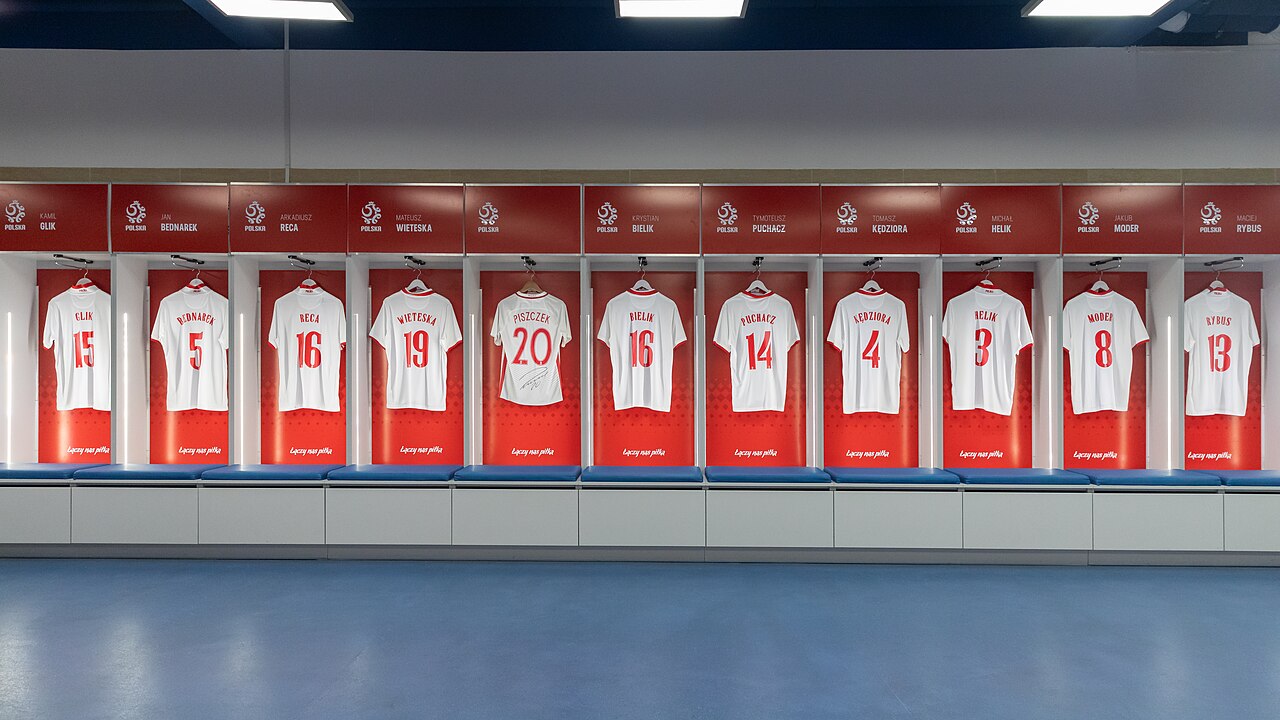 POLSKA
KAMIL
GLIK
POLSKA
JAN
BEDNAREK
POLSKA
ARKADIUSZ
RECA
POLSKA
MATEUSZ
WIETESKA
POLSKA
POLSKA
KRYSTIAN
BIELIK
POLSKA
TYMOTEUSZ
PUCHACZ
POLSKA
TOMASZ
KĘDZIORA
POLSKA
MICHAŁ
HELIK
POLSKA
JAKUB
MODER
POLSKA
MACIEJ
RYBUS
GLIK
15
BEDNAREK
5
RECA
16
WIETESKA
19
PISZCZEK
20
BIELIK
16
PUCHACZ
14
KĘDZIORA
4
HELIK
3
MODER
8
RYBUS
13
Łączy nas piłka
Łączy nas piłka
Łączy nas piłka
Łączy nas piłka
Łączy nas piłka
Łączy nas piłka
Łączy nas piłka
Łączy nas piłka
Łączy nas piłka
Łączy nas piłka
Łączy nas piłka